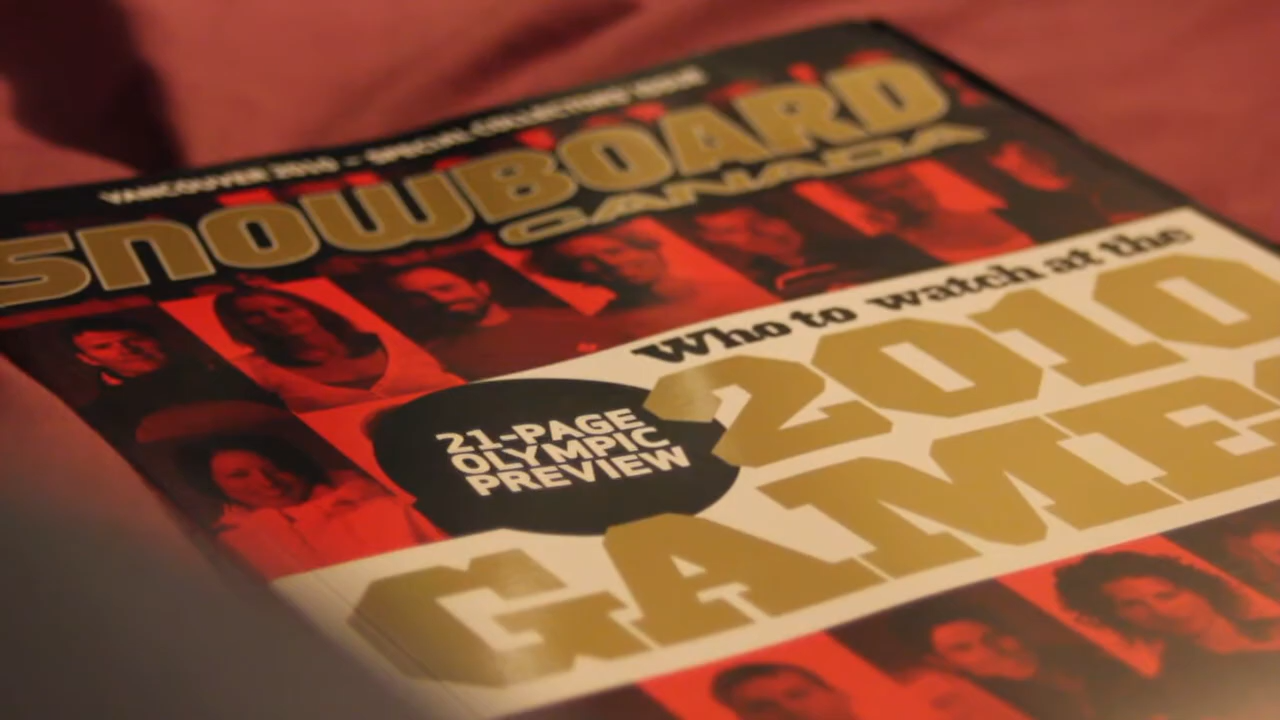 VANCOUVER 2010 - SPECIAL COLLECTORS' ISSUE
SNOWBOARD
CANADA
Who to watch at the
2010
GAMES
21-PAGE
OLYMPIC
PREVIEW